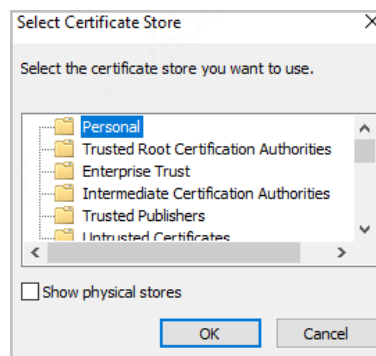 Select Certificate Store
Select the certificate store you want to use.
Personal
Trusted Root Certification Authorities
Enterprise Trust
Intermediate Certification Authorities
Trusted Publishers
Untrusted Certificates
Show physical stores
OK
Cancel